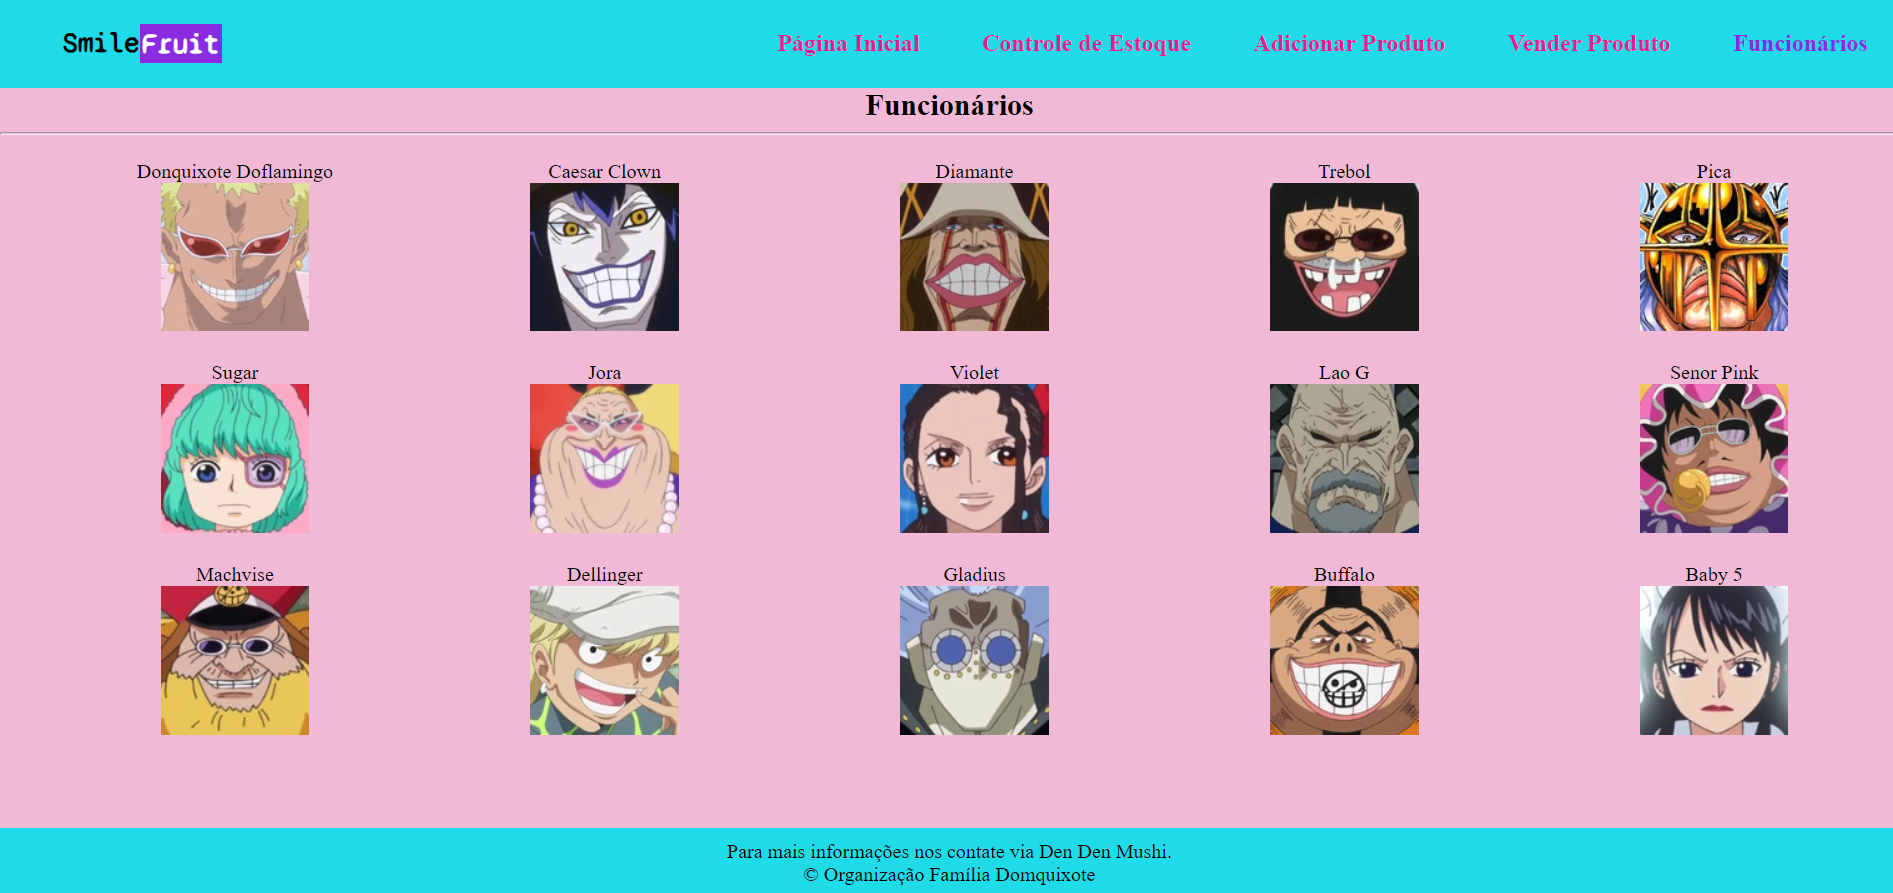 SmileFruit
Página Inicial Controle de Estoque Adicionar Produto Vender Produto Funcionários
Funcionários
Donquixote Doflamingo Caesar Clown Diamante Trebol Pica
Sugar Jora Violet Lao G Senor Pink
Machvise Dellinger Gladius Buffalo Baby 5
Para mais informações nos contate via Den Den Mushi.
© Organização Família Domquixote